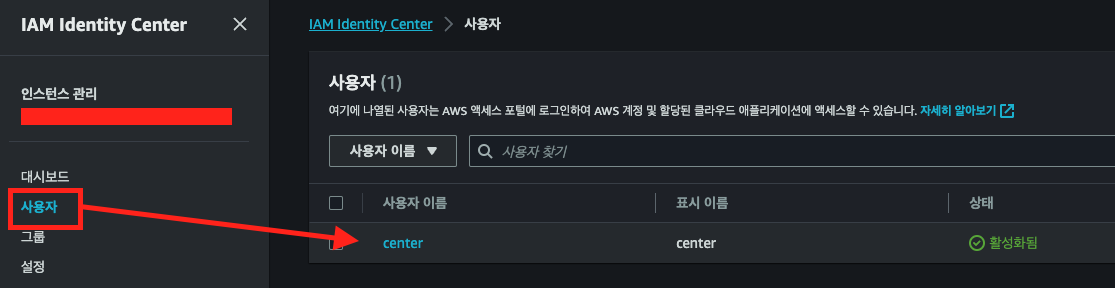 IAM Identity Center
인스턴스 관리
대시보드
사용자
그룹
설정
IAM Identity Center > 사용자
사용자 (1)
여기에 나열된 사용자는 AWS 액세스 포털에 로그인하여 AWS 계정 및 할당된 클라우드 애플리케이션에 액세스할 수 있습니다. 자세히 알아보기
사용자 이름
사용자 찾기
사용자 이름 표시 이름 상태
center center 활성화됨